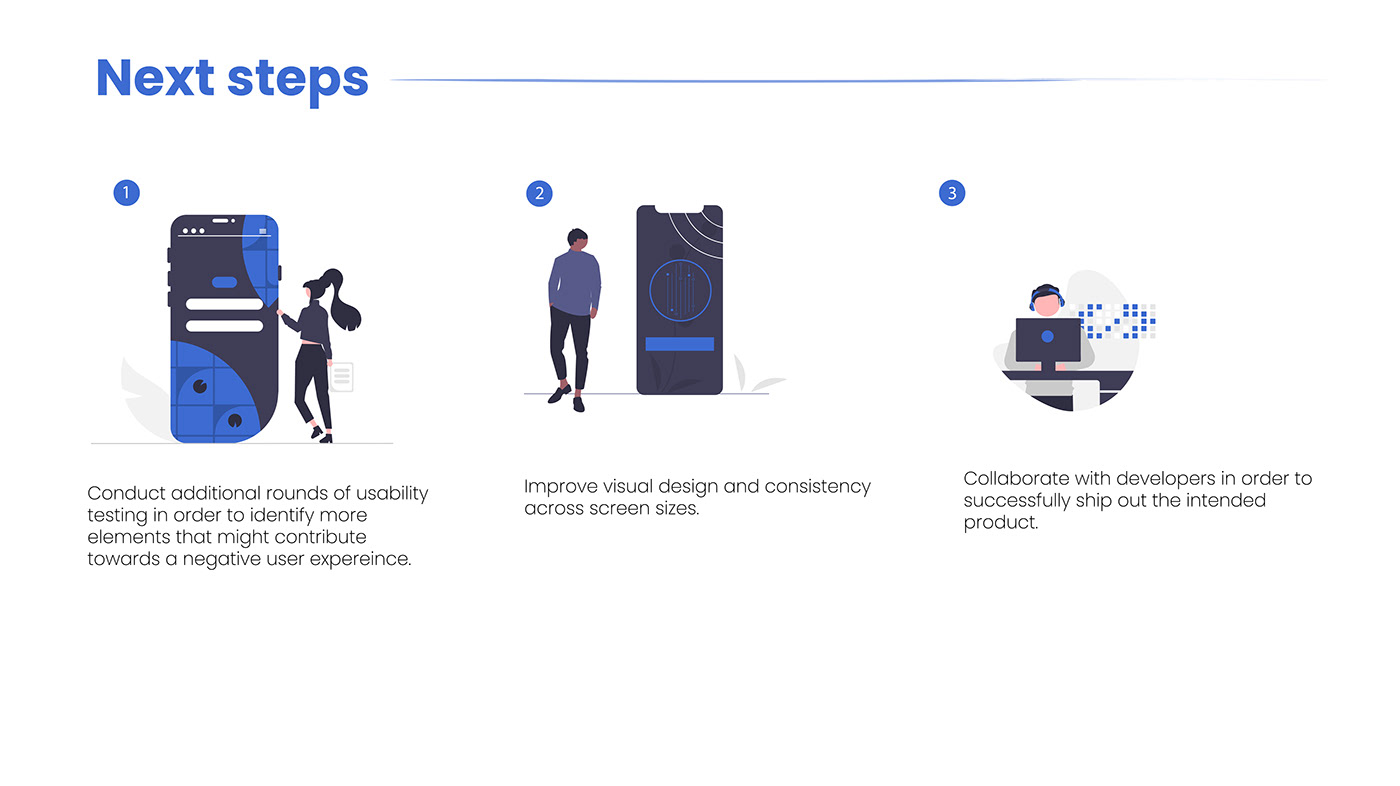 Next steps
1
Conduct additional rounds of usability
testing in order to identify more
elements that might contribute
towards a negative user expereince.
2
Improve visual design and consistency
across screen sizes.
3
Collaborate with developers in order to
successfully ship out the intended
product.